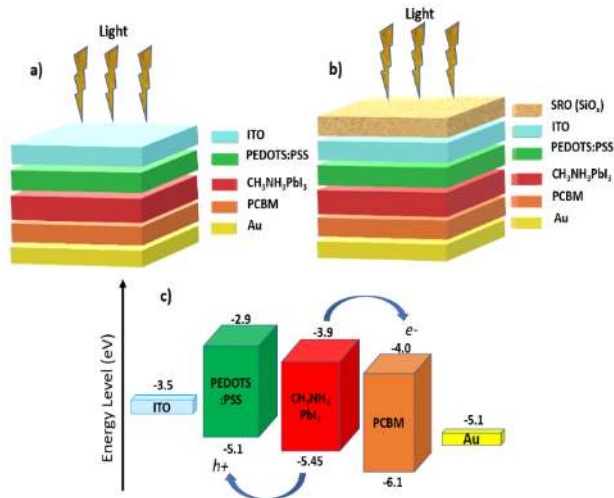 Light
a)
ITO
PEDOTS:PSS
CH₃NH₃PbI₃
PCBM
Au
Light
b)
SRO (SiOₓ)
ITO
PEDOTS:PSS
CH₃NH₃PbI₃
PCBM
Au
c)
Energy Level (eV)
-3.5
ITO
-2.9
PEDOTS
:PSS
-5.1
h+
-3.9
CH₃NH₃
PbI₃
-5.45
e-
-4.0
PCBM
-6.1
-5.1
Au